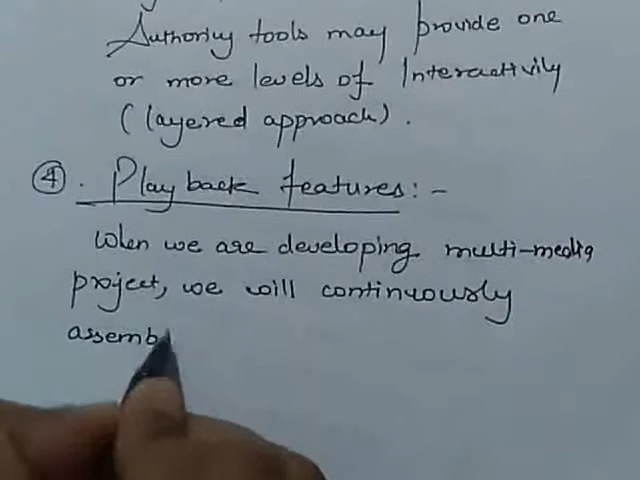 Authoring tools may provide one
or more levels of Interactivity
(layered approach).
④. Play back features:-
When we are developing multi-media
project, we will continuously
assemb